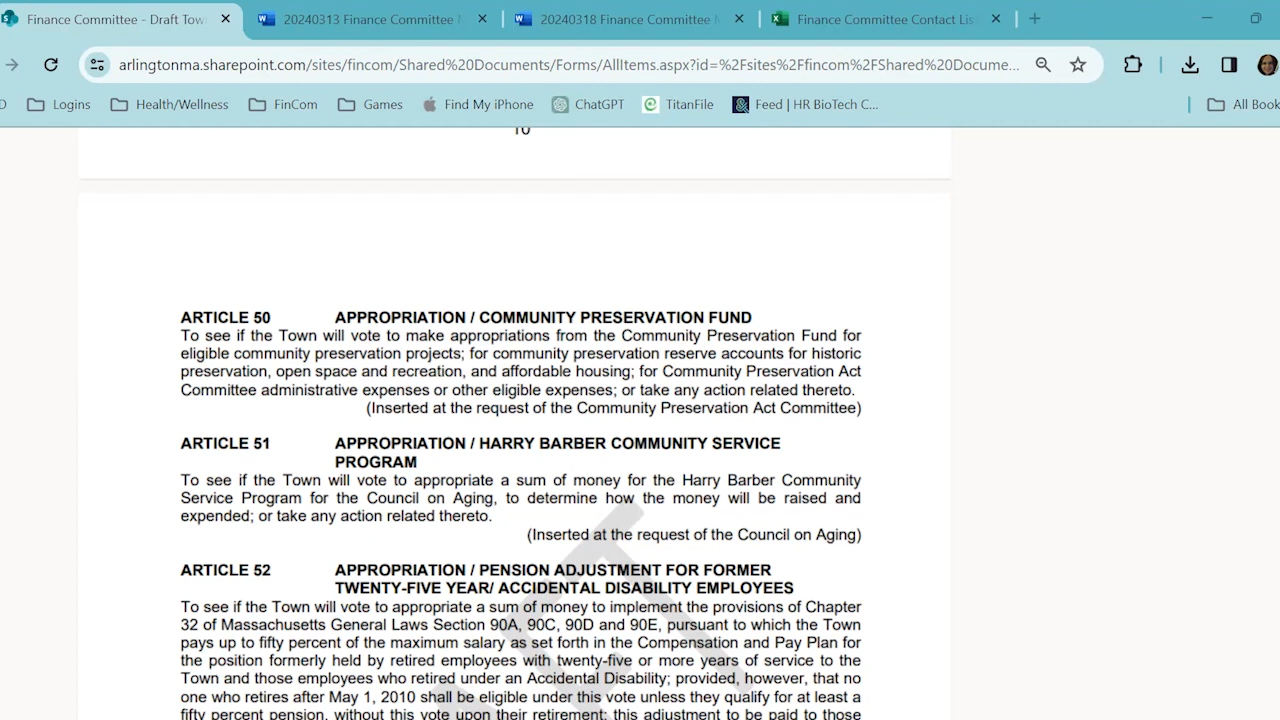 Finance Committee - Draft Tow
20240313 Finance Committee M
20240318 Finance Committee M
Finance Committee Contact Lis
arlingtonma.sharepoint.com/sites/fincom/Shared%20Documents/Forms/AllItems.aspx?id=%2Fsites%2Ffincom%2FShared%20Docume...
Logins
Health/Wellness
FinCom
Games
Find My iPhone
ChatGPT
TitanFile
Feed | HR BioTech C...
All Book
10
ARTICLE 50 APPROPRIATION / COMMUNITY PRESERVATION FUND
To see if the Town will vote to make appropriations from the Community Preservation Fund for
eligible community preservation projects; for community preservation reserve accounts for historic
preservation, open space and recreation, and affordable housing; for Community Preservation Act
Committee administrative expenses or other eligible expenses; or take any action related thereto.
(Inserted at the request of the Community Preservation Act Committee)
ARTICLE 51 APPROPRIATION / HARRY BARBER COMMUNITY SERVICE
PROGRAM
To see if the Town will vote to appropriate a sum of money for the Harry Barber Community
Service Program for the Council on Aging, to determine how the money will be raised and
expended; or take any action related thereto.
(Inserted at the request of the Council on Aging)
ARTICLE 52 APPROPRIATION / PENSION ADJUSTMENT FOR FORMER
TWENTY-FIVE YEAR/ ACCIDENTAL DISABILITY EMPLOYEES
To see if the Town will vote to appropriate a sum of money to implement the provisions of Chapter
32 of Massachusetts General Laws Section 90A, 90C, 90D and 90E, pursuant to which the Town
pays up to fifty percent of the maximum salary as set forth in the Compensation and Pay Plan for
the position formerly held by retired employees with twenty-five or more years of service to the
Town and those employees who retired under an Accidental Disability; provided, however, that no
one who retires after May 1, 2010 shall be eligible under this vote unless they qualify for at least a
fifty percent pension, without this vote upon their retirement; this adjustment to be paid to those